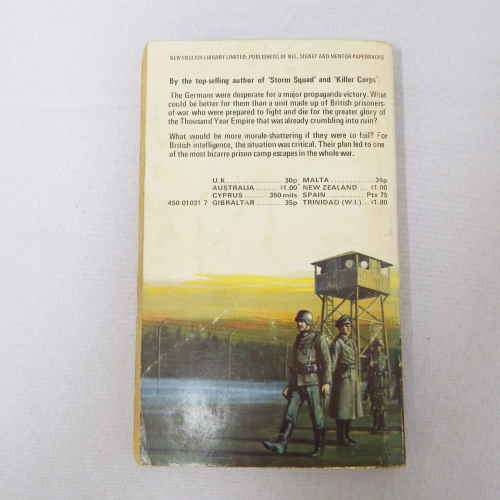 NEW ENGLISH LIBRARY LIMITED, PUBLISHERS OF NEL, SIGNET AND MENTOR PAPERBACKS
By the top-selling author of 'Storm Squad' and 'Killer Corps'
The Germans were desperate for a major propaganda victory. What
could be better for them than a unit made up of British prisoners-
of-war who were prepared to fight and die for the greater glory of
the Thousand Year Empire that was already crumbling into ruin?
What would be more morale-shattering if they were to fail? For
British intelligence, the situation was critical. Their plan led to one
of the most bizarre prison camp escapes in the whole war.
U.K. 30p MALTA 35p
AUSTRALIA $1.00 NEW ZEALAND $1.00
CYPRUS 350 mils SPAIN Pts 75
450 01031 7 GIBRALTAR 35p TRINIDAD (W.I.) $1.80